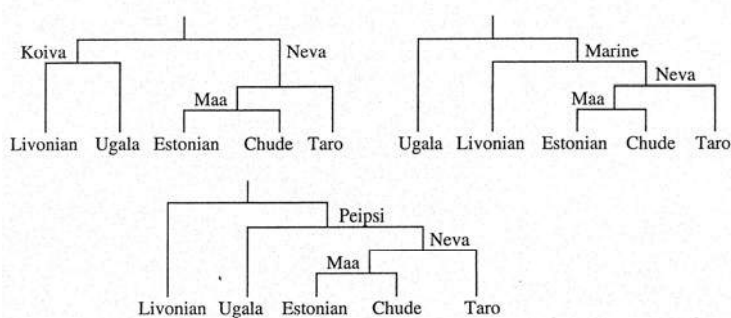 Koiva Neva
Maa
Livonian Ugala Estonian Chude Taro
Marine
Neva
Maa
Ugala Livonian Estonian Chude Taro
Peipsi
Neva
Maa
Livonian Ugala Estonian Chude Taro